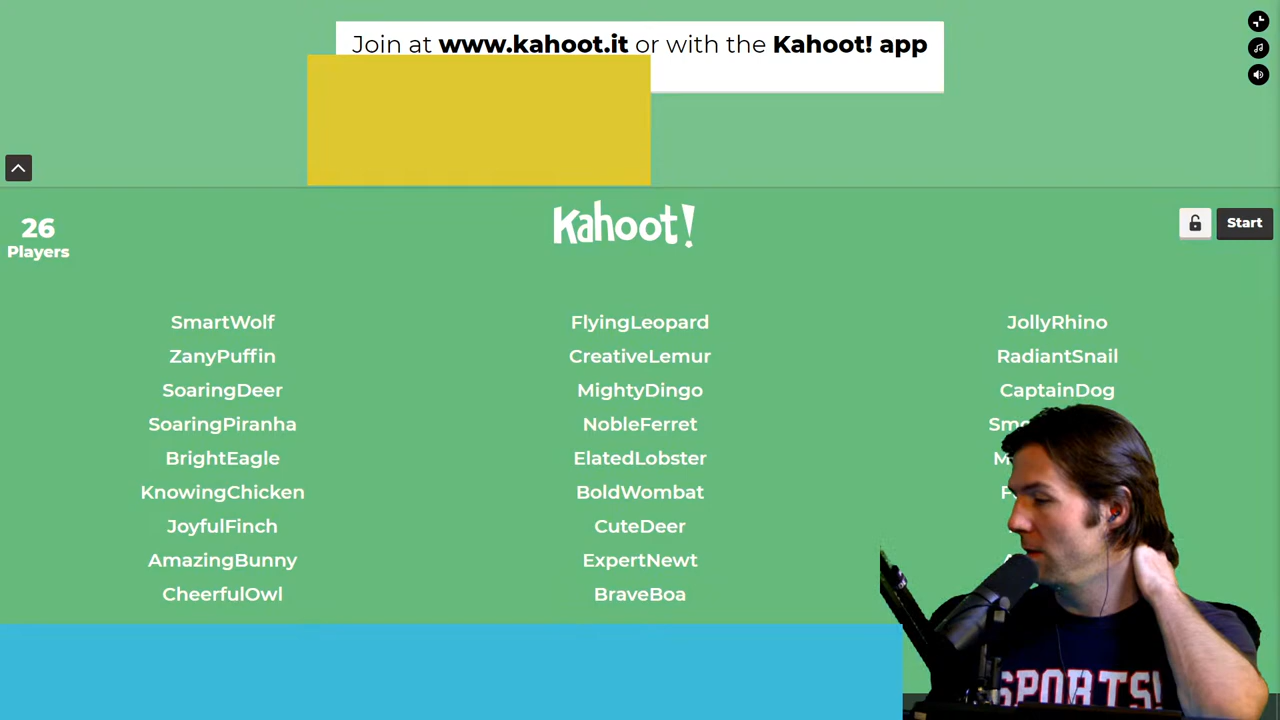 Join at www.kahoot.it or with the Kahoot! app
26
Players
Kahoot!
Start
SmartWolf
FlyingLeopard
JollyRhino
ZanyPuffin
CreativeLemur
RadiantSnail
SoaringDeer
MightyDingo
CaptainDog
SoaringPiranha
NobleFerret
BrightEagle
ElatedLobster
KnowingChicken
BoldWombat
JoyfulFinch
CuteDeer
AmazingBunny
ExpertNewt
CheerfulOwl
BraveBoa
SPORTS!